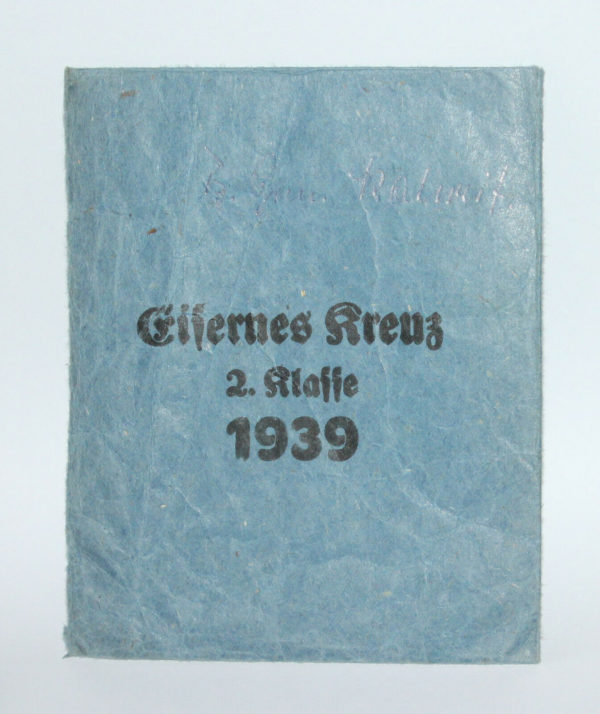 Eisernes Kreuz
2. Klasse
1939